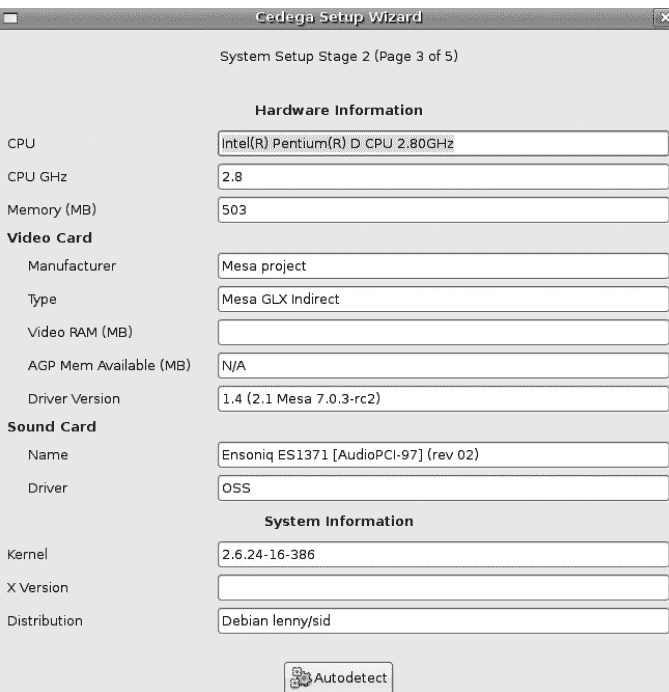 Cedega Setup Wizard
System Setup Stage 2 (Page 3 of 5)
Hardware Information
CPU Intel(R) Pentium(R) D CPU 2.80GHz
CPU GHz 2.8
Memory (MB) 503
Video Card
Manufacturer Mesa project
Type Mesa GLX Indirect
Video RAM (MB)
AGP Mem Available (MB) N/A
Driver Version 1.4 (2.1 Mesa 7.0.3-rc2)
Sound Card
Name Ensoniq ES1371 [AudioPCI-97] (rev 02)
Driver OSS
System Information
Kernel 2.6.24-16-386
X Version
Distribution Debian lenny/sid
Autodetect